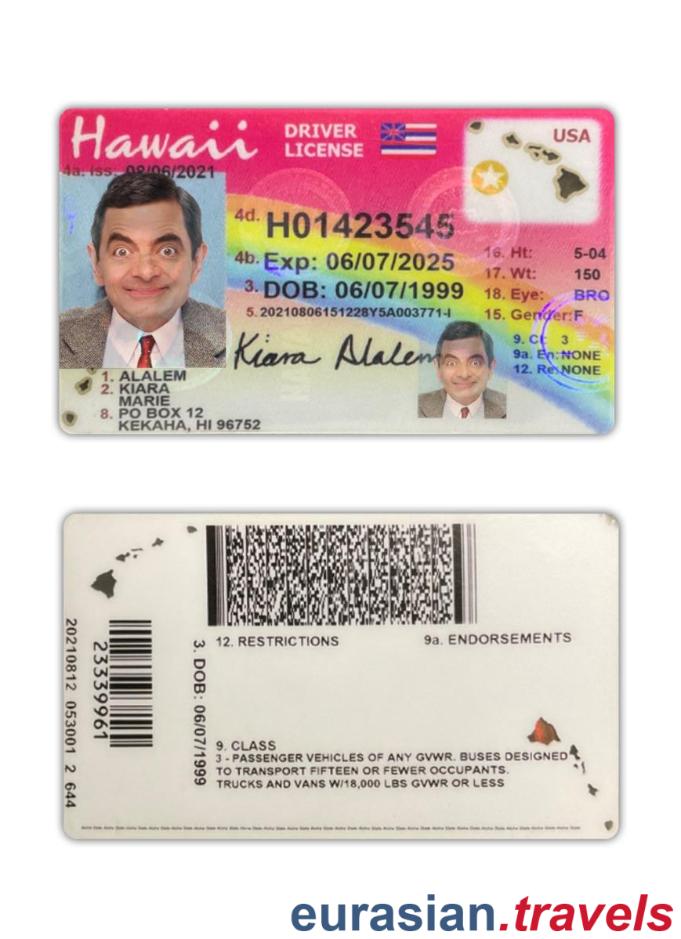 Hawaii
DRIVER
LICENSE
USA
4a. Iss: 08/06/2021
4d. H01423545
4b. Exp: 06/07/2025
3. DOB: 06/07/1999
5. 20210806151228Y5A003771-I
16. Ht: 5-04
17. Wt: 150
18. Eye: BRO
15. Gender: F
9. Cl: 3
9a. En: NONE
12. Re: NONE
Kiara Alalem
1. ALALEM
2. KIARA
MARIE
8. PO BOX 12
KEKAHA, HI 96752
20210812 053001 2 644
23339961
3. DOB: 06/07/1999
12. RESTRICTIONS 9a. ENDORSEMENTS
9. CLASS
3 - PASSENGER VEHICLES OF ANY GVWR. BUSES DESIGNED
TO TRANSPORT FIFTEEN OR FEWER OCCUPANTS.
TRUCKS AND VANS W/18,000 LBS GVWR OR LESS
eurasian.travels